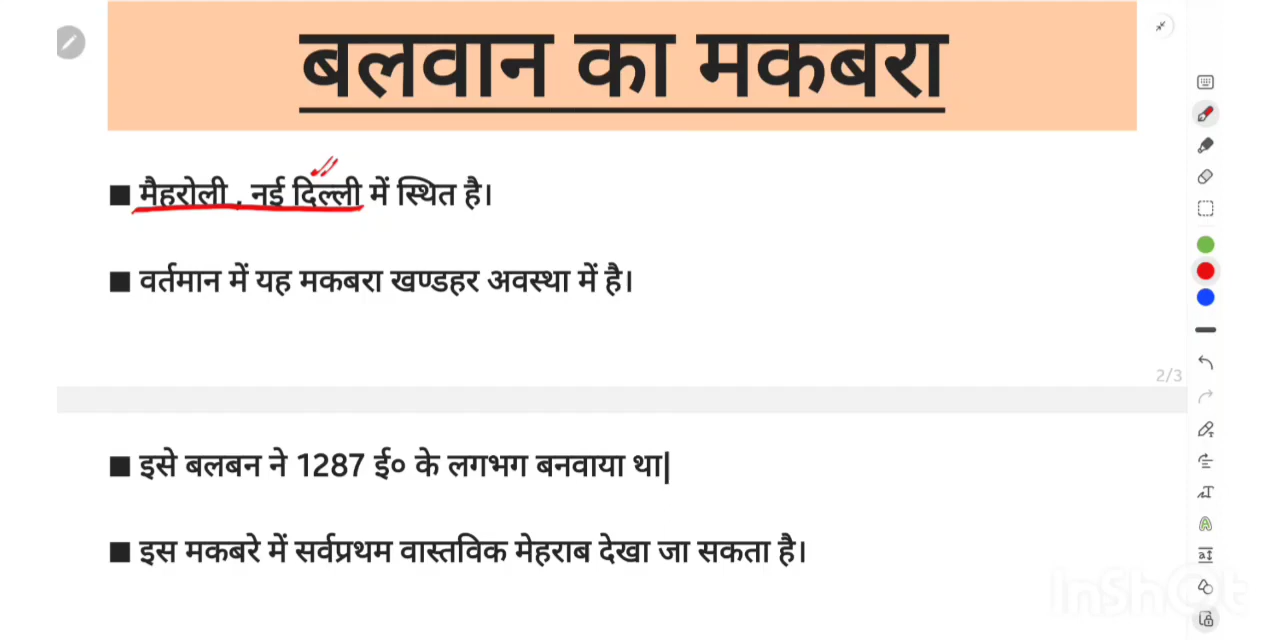 बलवान का मकबरा
■ मैहरोली , नई दिल्ली में स्थित है।
■ वर्तमान में यह मकबरा खण्डहर अवस्था में है।
2/3
■ इसे बलबन ने 1287 ई० के लगभग बनवाया था|
■ इस मकबरे में सर्वप्रथम वास्तविक मेहराब देखा जा सकता है।
InShOt